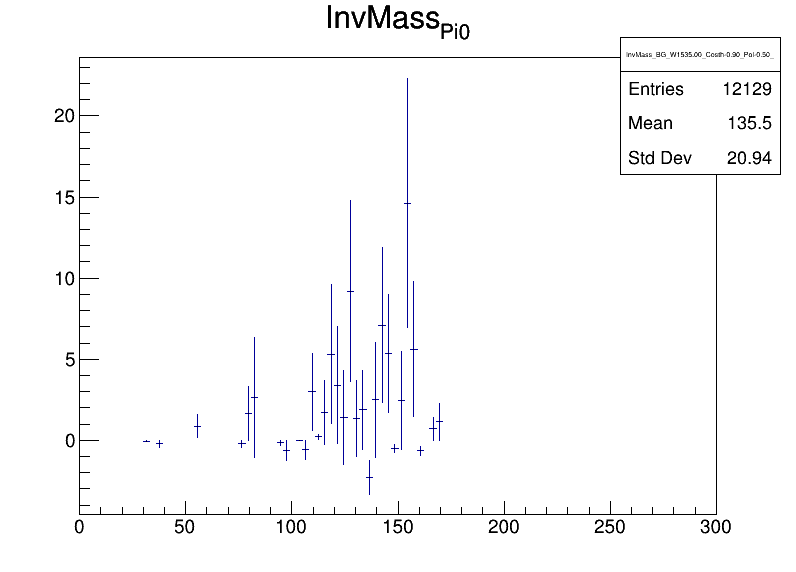 InvMass_Pi0
InvMass_BG_W1535.00_Costh-0.90_Pol-0.50_
Entries 12129
Mean 135.5
Std Dev 20.94
20
15
10
5
0
0 50 100 150 200 250 300